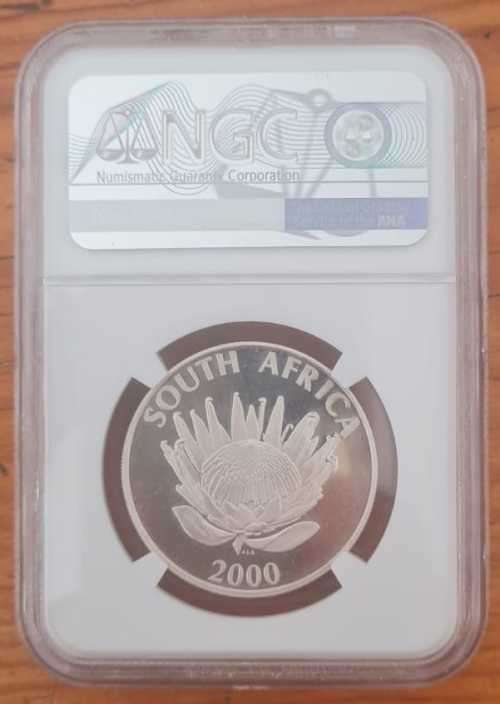 NGC
Numismatic Guaranty Corporation
ANA
SOUTH AFRICA
2000